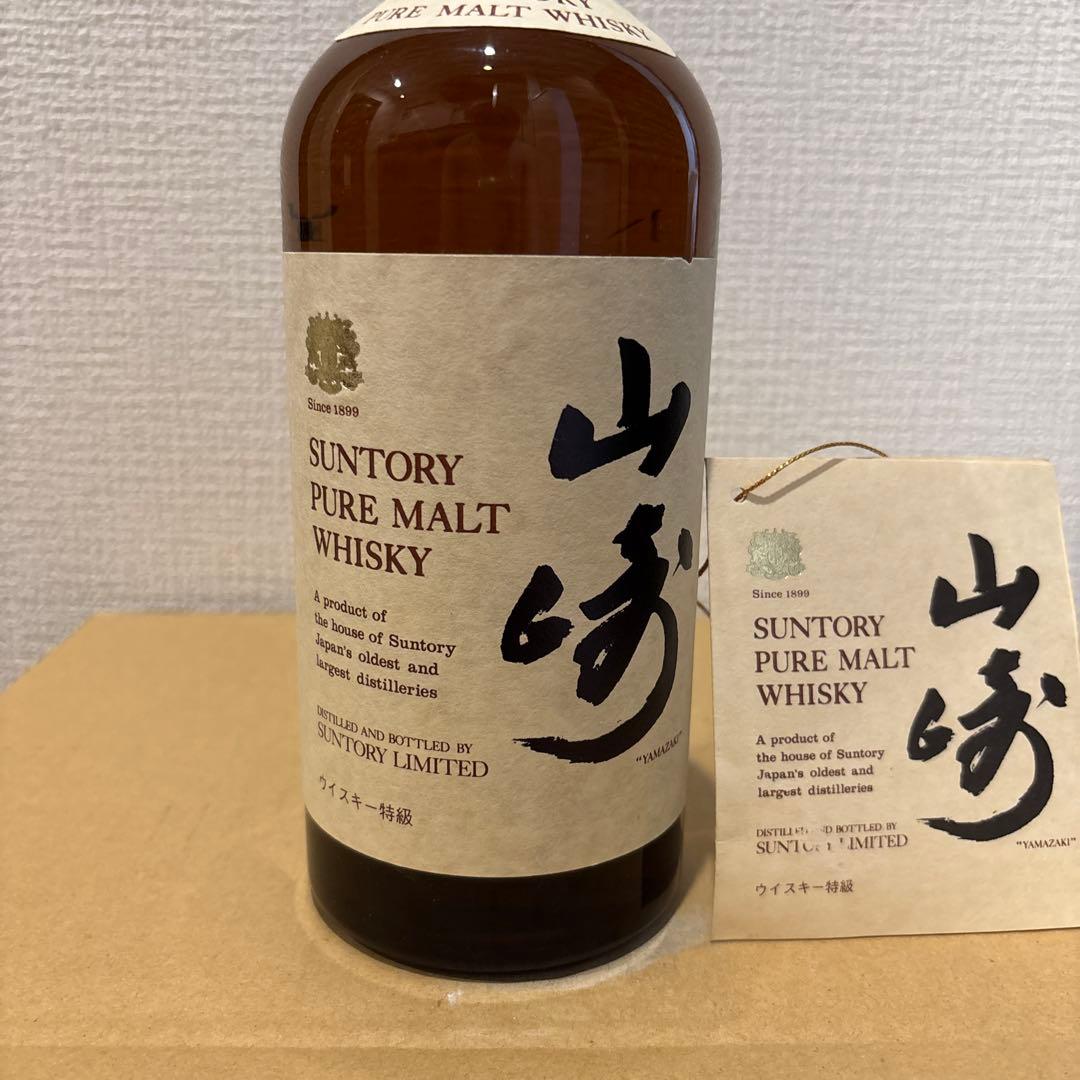 PURE MALT WHISKY
Since 1899
SUNTORY
PURE MALT
WHISKY
A product of
the house of Suntory
Japan's oldest and
largest distilleries
DISTILLED AND BOTTLED BY
SUNTORY LIMITED
ウイスキー特級
山崎
"YAMAZAKI"
Since 1899
SUNTORY
PURE MALT
WHISKY
A product of
the house of Suntory
Japan's oldest and
largest distilleries
BOTTLED BY
LIMITED
ウイスキー特級
山崎
"YAMAZAKI"